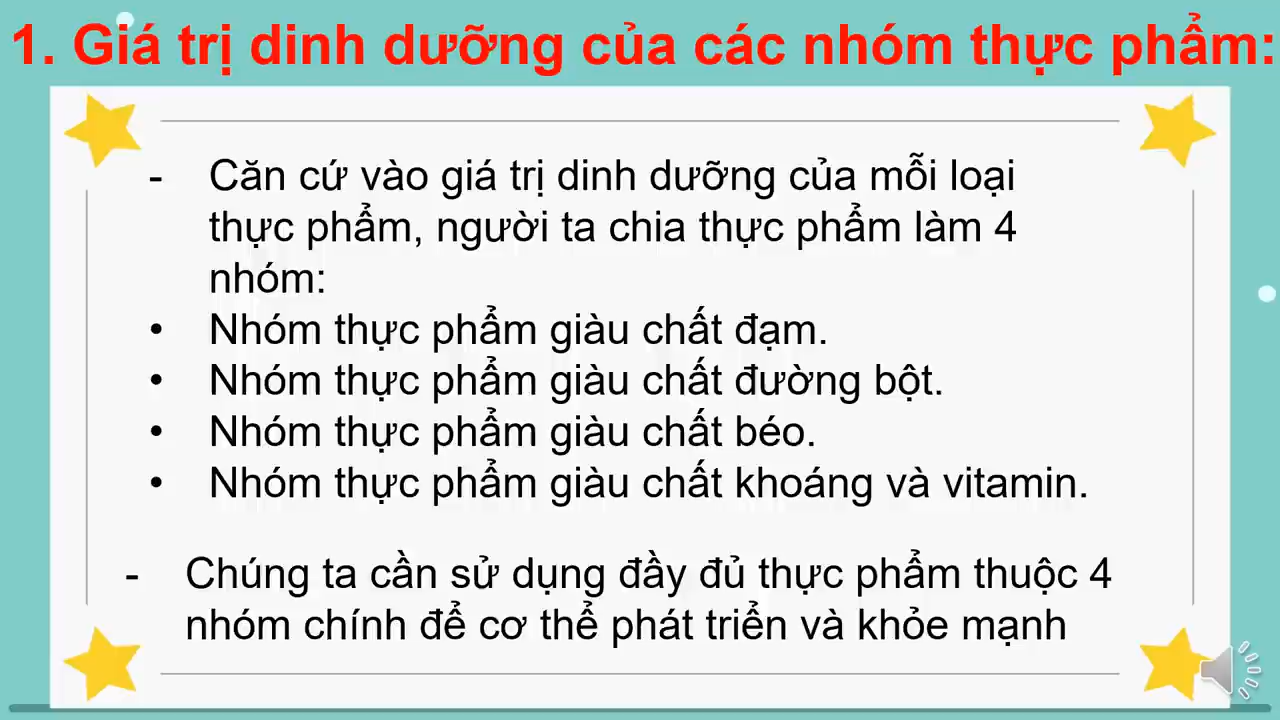 1. Giá trị dinh dưỡng của các nhóm thực phẩm:
- Căn cứ vào giá trị dinh dưỡng của mỗi loại
thực phẩm, người ta chia thực phẩm làm 4
nhóm:
• Nhóm thực phẩm giàu chất đạm.
• Nhóm thực phẩm giàu chất đường bột.
• Nhóm thực phẩm giàu chất béo.
• Nhóm thực phẩm giàu chất khoáng và vitamin.
- Chúng ta cần sử dụng đầy đủ thực phẩm thuộc 4
nhóm chính để cơ thể phát triển và khỏe mạnh